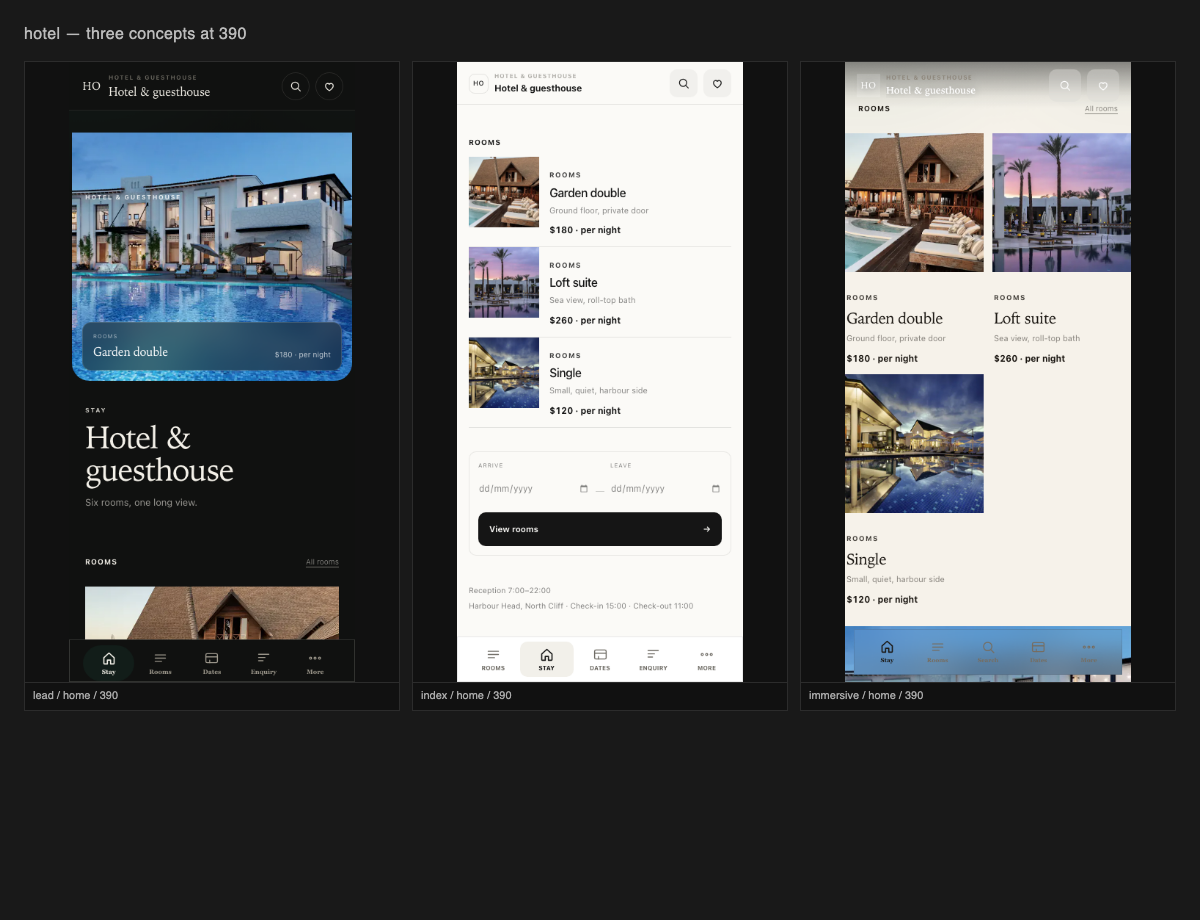 hotel — three concepts at 390
HO
HOTEL & GUESTHOUSE
Hotel & guesthouse
HOTEL & GUESTHOUSE
ROOMS
Garden double
$180 · per night
STAY
Hotel &
guesthouse
Six rooms, one long view.
ROOMS
All rooms
Stay
Rooms
Dates
Enquiry
More
lead / home / 390
HO
HOTEL & GUESTHOUSE
Hotel & guesthouse
ROOMS
ROOMS
Garden double
Ground floor, private door
$180 · per night
ROOMS
Loft suite
Sea view, roll-top bath
$260 · per night
ROOMS
Single
Small, quiet, harbour side
$120 · per night
ARRIVE
LEAVE
dd/mm/yyyy
—
dd/mm/yyyy
View rooms
Reception 7:00–22:00
Harbour Head, North Cliff · Check-in 15:00 · Check-out 11:00
ROOMS
STAY
DATES
ENQUIRY
MORE
index / home / 390
HO
HOTEL & GUESTHOUSE
Hotel & guesthouse
ROOMS
All rooms
ROOMS
Garden double
Ground floor, private door
$180 · per night
ROOMS
Loft suite
Sea view, roll-top bath
$260 · per night
ROOMS
Single
Small, quiet, harbour side
$120 · per night
Stay
Rooms
immersive / home / 390